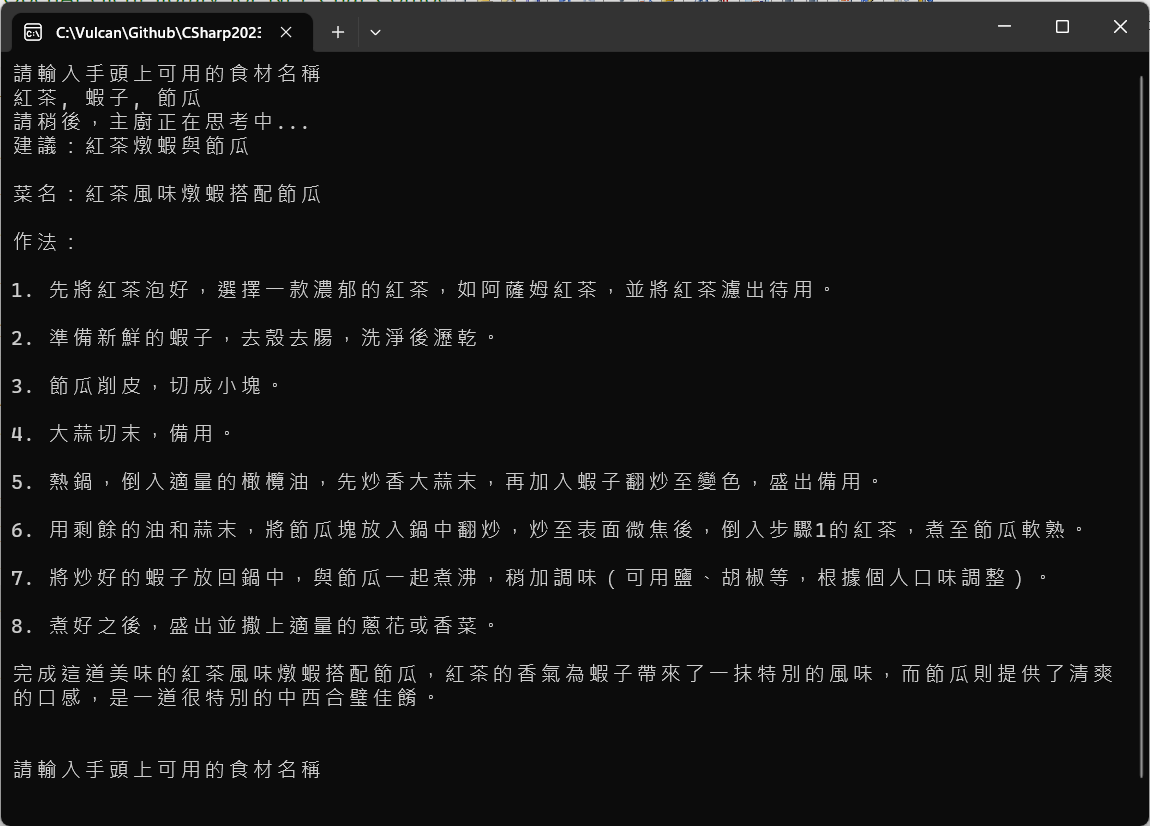 C:\Vulcan\Github\CSharp202
請輸入手頭上可用的食材名稱
紅茶, 蝦子, 節瓜
請稍後，主廚正在思考中...
建議：紅茶燉蝦與節瓜
菜名：紅茶風味燉蝦搭配節瓜
作法：
1. 先將紅茶泡好，選擇一款濃郁的紅茶，如阿薩姆紅茶，並將紅茶濾出待用。
2. 準備新鮮的蝦子，去殼去腸，洗淨後瀝乾。
3. 節瓜削皮，切成小塊。
4. 大蒜切末，備用。
5. 熱鍋，倒入適量的橄欖油，先炒香大蒜末，再加入蝦子翻炒至變色，盛出備用。
6. 用剩餘的油和蒜末，將節瓜塊放入鍋中翻炒，炒至表面微焦後，倒入步驟1的紅茶，煮至節瓜軟熟。
7. 將炒好的蝦子放回鍋中，與節瓜一起煮沸，稍加調味（可用鹽、胡椒等，根據個人口味調整）。
8. 煮好之後，盛出並撒上適量的蔥花或香菜。
完成這道美味的紅茶風味燉蝦搭配節瓜，紅茶的香氣為蝦子帶來了一抹特別的風味，而節瓜則提供了清爽
的口感，是一道很特別的中西合璧佳餚。
請輸入手頭上可用的食材名稱